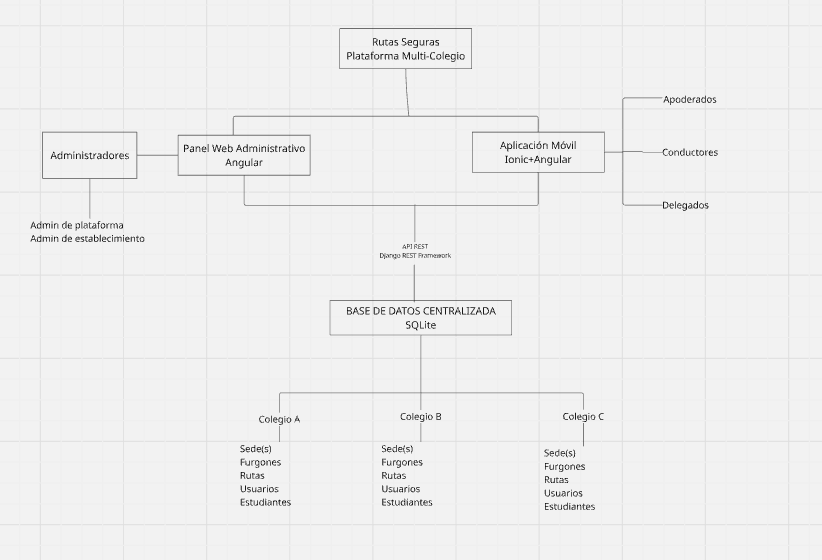 Rutas Seguras
Plataforma Multi-Colegio
Administradores
Panel Web Administrativo
Angular
Aplicación Móvil
Ionic+Angular
Apoderados
Conductores
Delegados
Admin de plataforma
Admin de establecimiento
API REST
Django REST Framework
BASE DE DATOS CENTRALIZADA
SQLite
Colegio A
Sede(s)
Furgones
Rutas
Usuarios
Estudiantes
Colegio B
Sede(s)
Furgones
Rutas
Usuarios
Estudiantes
Colegio C
Sede(s)
Furgones
Rutas
Usuarios
Estudiantes